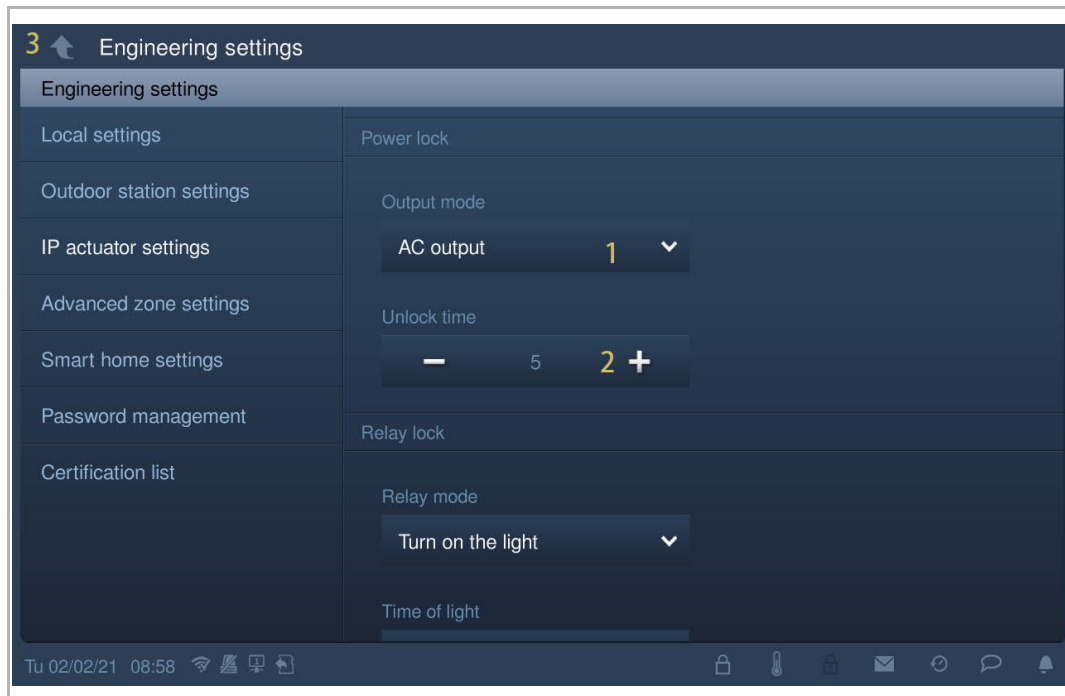 3 Engineering settings
Engineering settings
Local settings
Outdoor station settings
IP actuator settings
Advanced zone settings
Smart home settings
Password management
Certification list
Power lock
Output mode
AC output 1
Unlock time
5 2
Relay lock
Relay mode
Turn on the light
Time of light
Tu 02/02/21 08:58